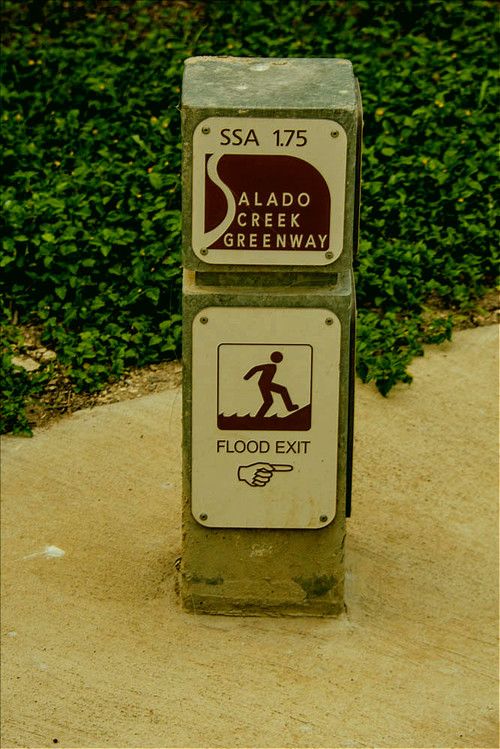 SSA 1.75
SALADO
CREEK
GREENWAY
FLOOD EXIT